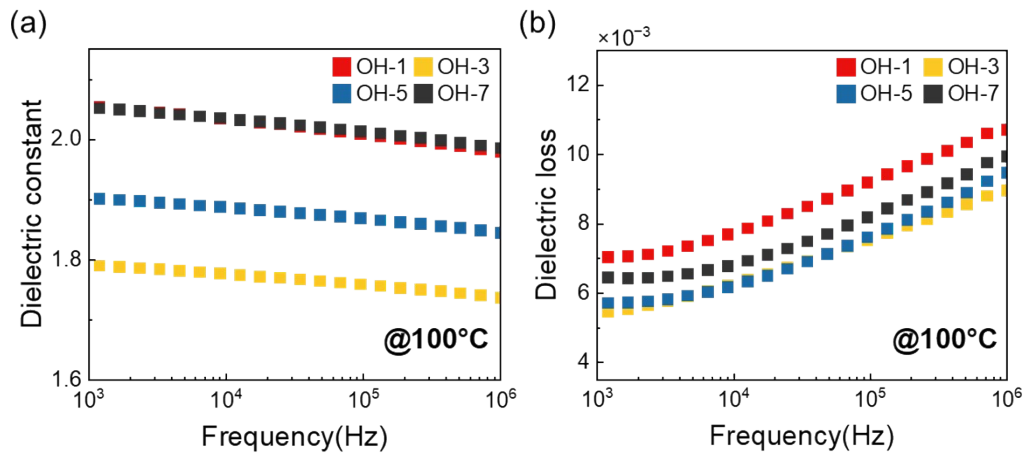 (a)
Dielectric constant
2.0
1.8
1.6
OH-1 OH-3
OH-5 OH-7
@100°C
10³ 10⁴ 10⁵ 10⁶
Frequency(Hz)
(b)
×10⁻³
Dielectric loss
12
10
8
6
4
OH-1 OH-3
OH-5 OH-7
@100°C
10³ 10⁴ 10⁵ 10⁶
Frequency(Hz)